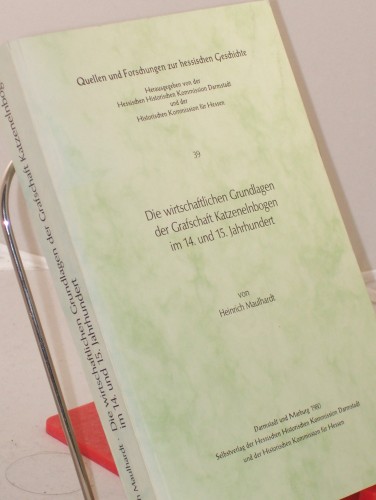 Quellen und Forschungen zur hessischen Geschichte
Herausgegeben von der
Hessischen Historischen Kommission Darmstadt
und der
Historischen Kommission für Hessen
39
Die wirtschaftlichen Grundlagen
der Grafschaft Katzenelnbogen
im 14. und 15. Jahrhundert
von
Heinrich Maulhardt
Darmstadt und Marburg 1980
Selbstverlag der Hessischen Historischen Kommission Darmstadt
und der Historischen Kommission für Hessen
h Maulhardt · Die wirtschaftlichen Grundlagen der Grafschaft Katzenelnbogen
im 14. und 15. Jahrhundert